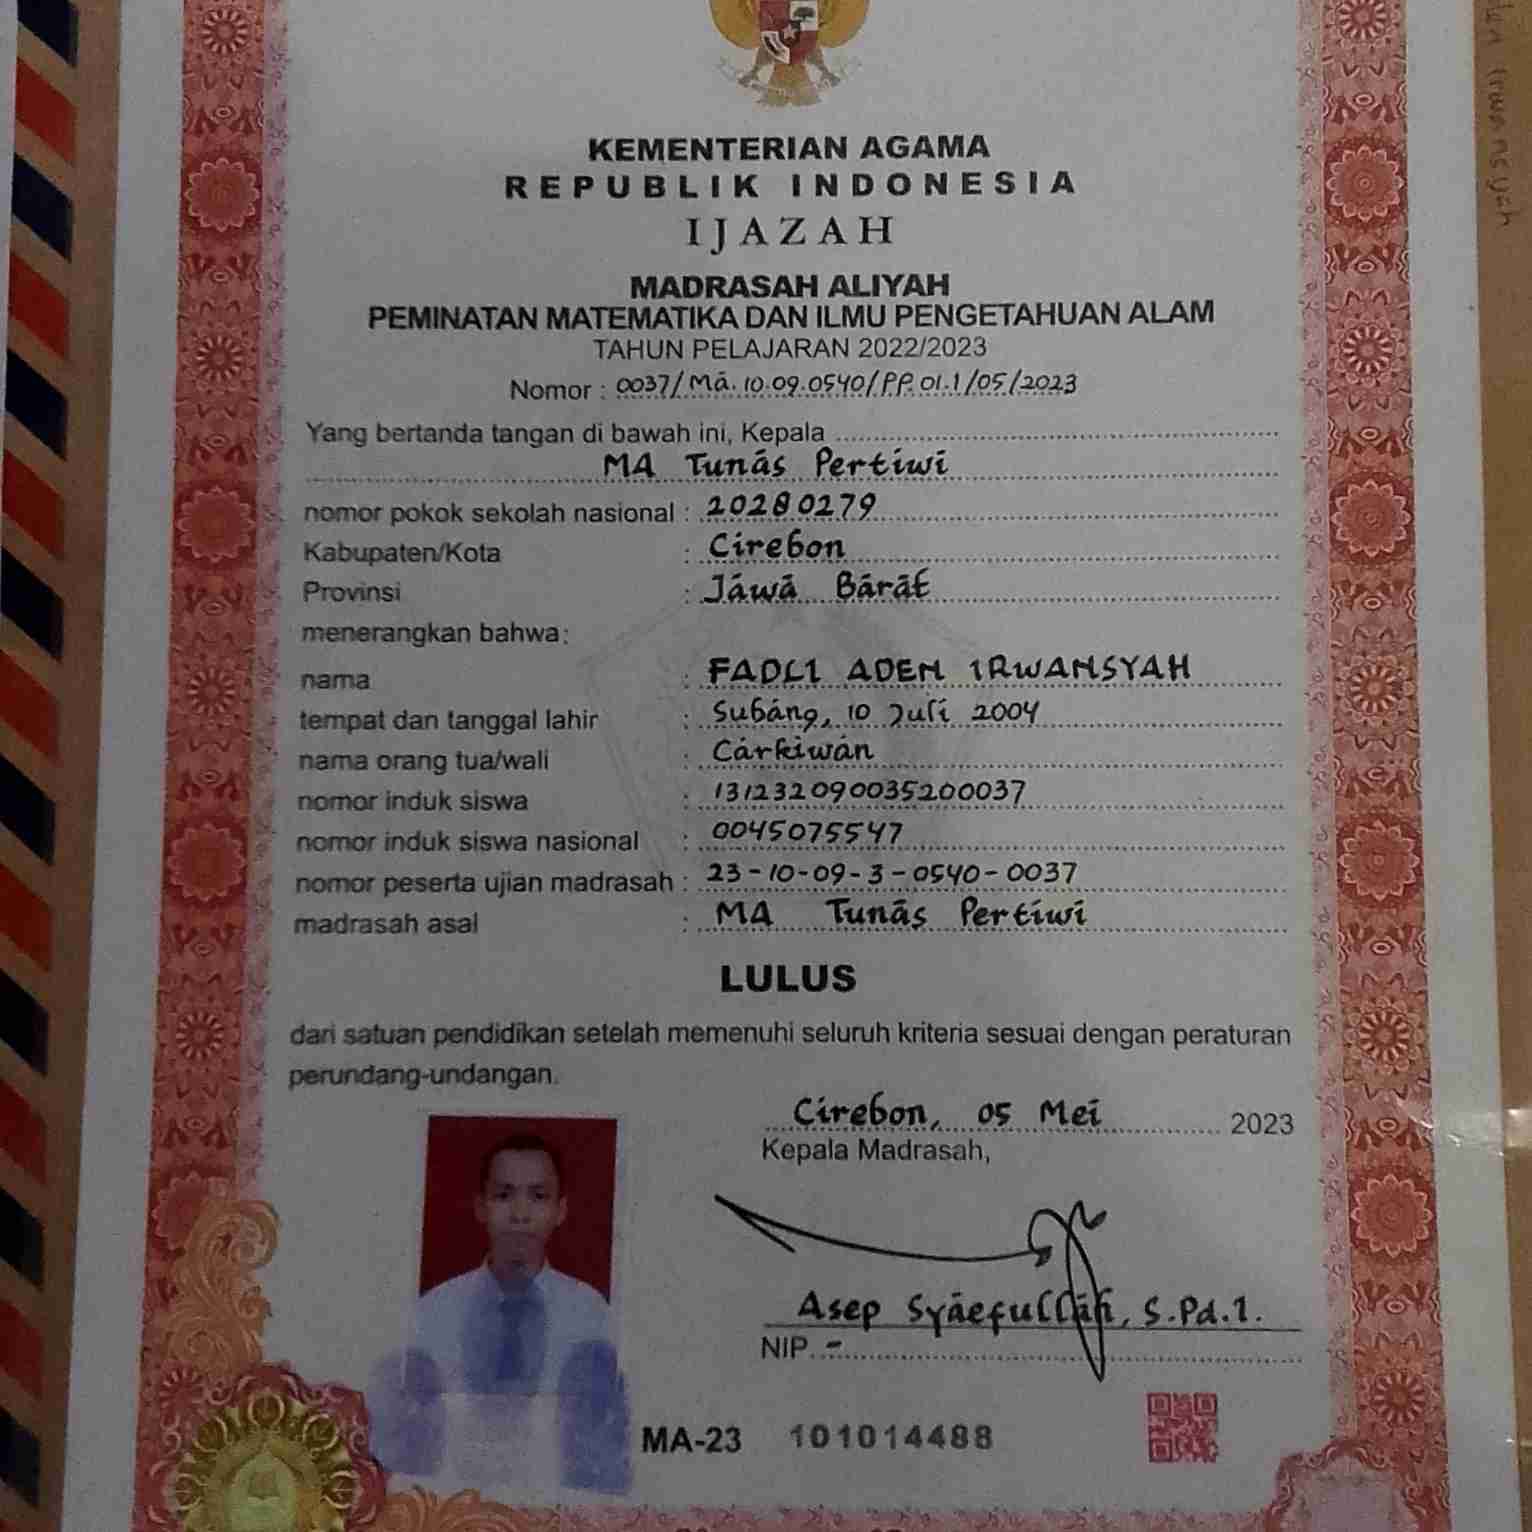 KEMENTERIAN AGAMA
REPUBLIK INDONESIA
IJAZAH
MADRASAH ALIYAH
PEMINATAN MATEMATIKA DAN ILMU PENGETAHUAN ALAM
TAHUN PELAJARAN 2022/2023
Nomor : 0037/Ma.10.09.0540/PP.01.1/05/2023
Yang bertanda tangan di bawah ini, Kepala
MA Tunas Pertiwi
nomor pokok sekolah nasional : 20280279
Kabupaten/Kota : Cirebon
Provinsi : Jawa Barat
menerangkan bahwa:
nama : FADLI ADEN IRWANSYAH
tempat dan tanggal lahir : Subang, 10 Juli 2004
nama orang tua/wali : Carkiwan
nomor induk siswa : 131232090035200037
nomor induk siswa nasional : 0045075547
nomor peserta ujian madrasah : 23-10-09-3-0540-0037
madrasah asal : MA Tunas Pertiwi
LULUS
dari satuan pendidikan setelah memenuhi seluruh kriteria sesuai dengan peraturan
perundang-undangan.
Cirebon, 05 Mei 2023
Kepala Madrasah,
Asep Syaefullah, S.Pd.I.
NIP. -
MA-23 101014488
Irwansyah